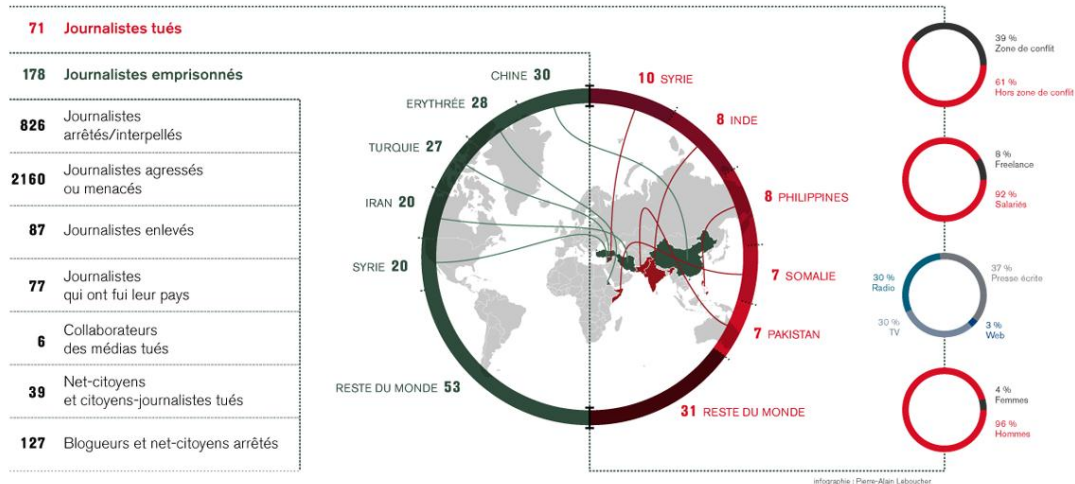 71 Journalistes tués
178 Journalistes emprisonnés
826 Journalistes
arrêtés/interpellés
2160 Journalistes agressés
ou menacés
87 Journalistes enlevés
77 Journalistes
qui ont fui leur pays
6 Collaborateurs
des médias tués
39 Net-citoyens
et citoyens-journalistes tués
127 Blogueurs et net-citoyens arrêtés
CHINE 30
ERYTHRÉE 28
TURQUIE 27
IRAN 20
SYRIE 20
RESTE DU MONDE 53
10 SYRIE
8 INDE
8 PHILIPPINES
7 SOMALIE
7 PAKISTAN
31 RESTE DU MONDE
39 %
Zone de conflit
61 %
Hors zone de conflit
8 %
Freelance
92 %
Salariés
37 %
Presse écrite
30 %
Radio
30 %
TV
3 %
Web
4 %
Femmes
96 %
Hommes
infographie : Pierre-Alain Leboucher